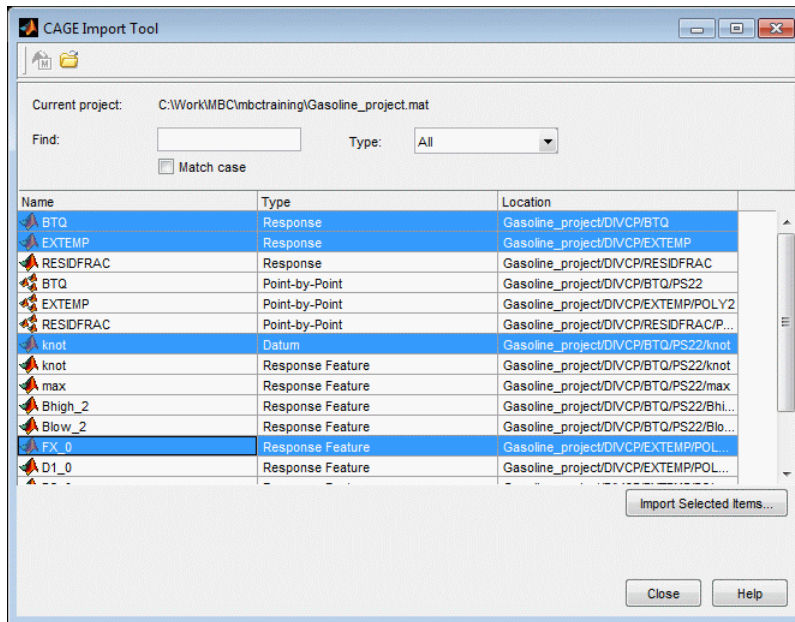 CAGE Import Tool
Current project: C:\Work\MBC\mbctraining\Gasoline_project.mat
Find: Type: All
Match case
Name Type Location
BTQ Response Gasoline_project/DIVCP/BTQ
EXTEMP Response Gasoline_project/DIVCP/EXTEMP
RESIDFRAC Response Gasoline_project/DIVCP/RESIDFRAC
BTQ Point-by-Point Gasoline_project/DIVCP/BTQ/PS22
EXTEMP Point-by-Point Gasoline_project/DIVCP/EXTEMP/POLY2
RESIDFRAC Point-by-Point Gasoline_project/DIVCP/RESIDFRAC/P...
knot Datum Gasoline_project/DIVCP/BTQ/PS22/knot
knot Response Feature Gasoline_project/DIVCP/BTQ/PS22/knot
max Response Feature Gasoline_project/DIVCP/BTQ/PS22/max
Bhigh_2 Response Feature Gasoline_project/DIVCP/BTQ/PS22/Bhi...
Blow_2 Response Feature Gasoline_project/DIVCP/BTQ/PS22/Blo...
FX_0 Response Feature Gasoline_project/DIVCP/EXTEMP/POL...
D1_0 Response Feature Gasoline_project/DIVCP/EXTEMP/POL...
Import Selected Items...
Close Help